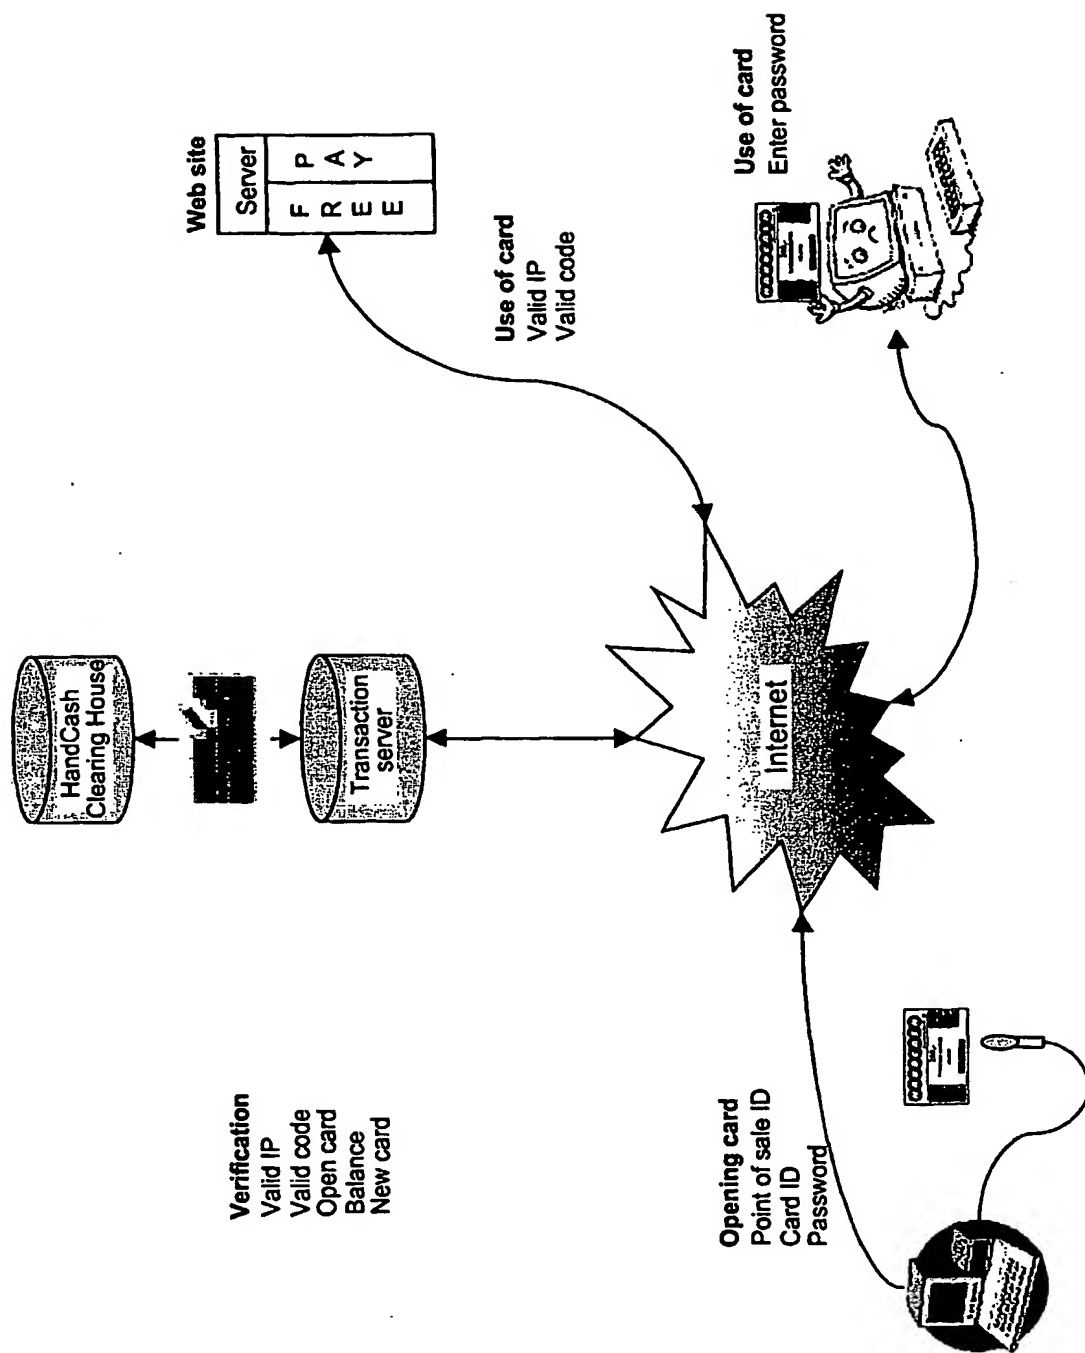 HandCash
Clearing House
Transaction
server
Web site
Server
FREE
PAY
Verification
Valid IP
Valid code
Open card
Balance
New card
Use of card
Valid IP
Valid code
Internet
Opening card
Point of sale ID
Card ID
Password
Use of card
Enter password